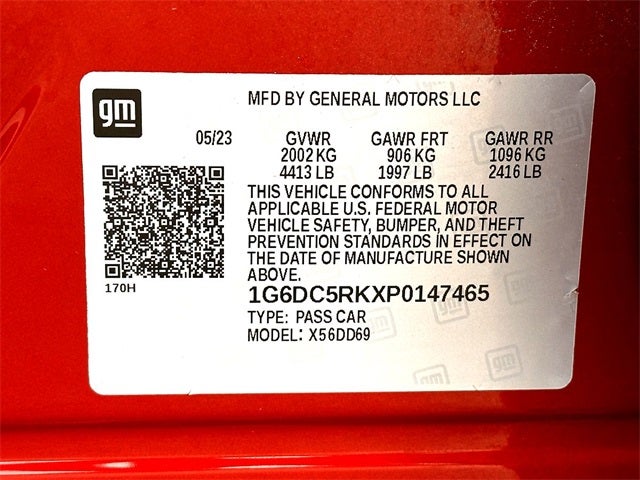 gm
MFD BY GENERAL MOTORS LLC
05/23 GVWR GAWR FRT GAWR RR
2002 KG 906 KG 1096 KG
4413 LB 1997 LB 2416 LB
THIS VEHICLE CONFORMS TO ALL
APPLICABLE U.S. FEDERAL MOTOR
VEHICLE SAFETY, BUMPER, AND THEFT
PREVENTION STANDARDS IN EFFECT ON
THE DATE OF MANUFACTURE SHOWN
ABOVE.
170H
1G6DC5RKXP0147465
TYPE: PASS CAR
MODEL: X56DD69